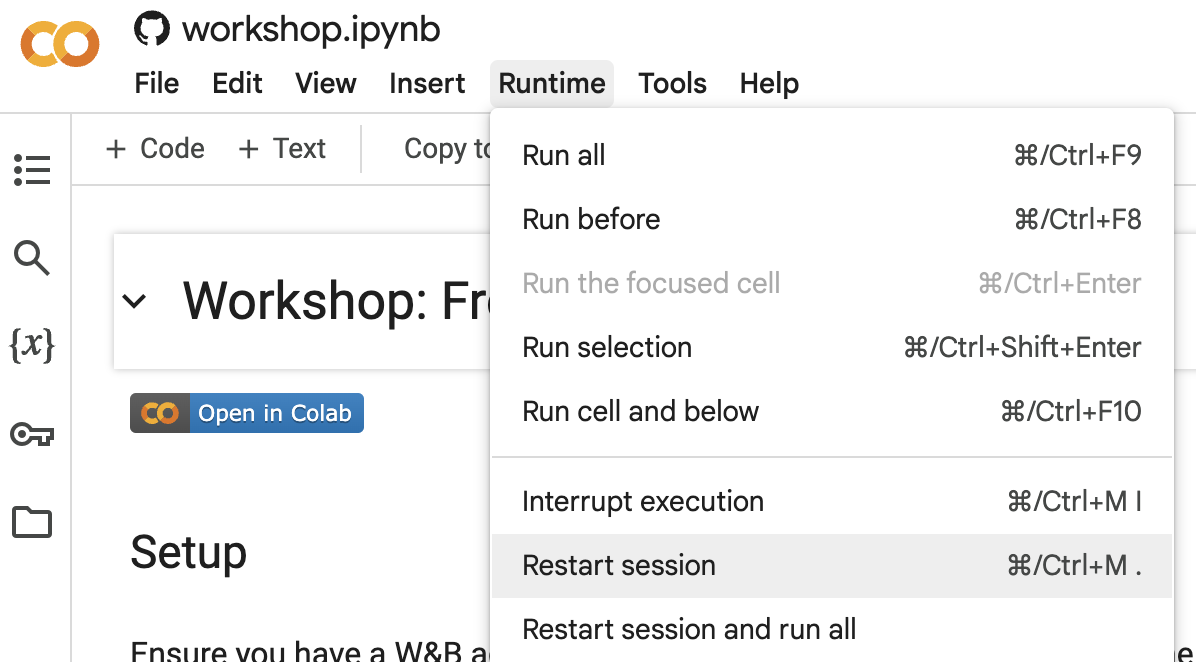 workshop.ipynb
File Edit View Insert Runtime Tools Help
+ Code + Text Copy to
Run all ⌘/Ctrl+F9
Run before ⌘/Ctrl+F8
Run the focused cell ⌘/Ctrl+Enter
Workshop: Fr
{x}
Run selection ⌘/Ctrl+Shift+Enter
Open in Colab
Run cell and below ⌘/Ctrl+F10
Interrupt execution ⌘/Ctrl+M I
Setup
Restart session ⌘/Ctrl+M .
Restart session and run all
Ensure you have a W&B